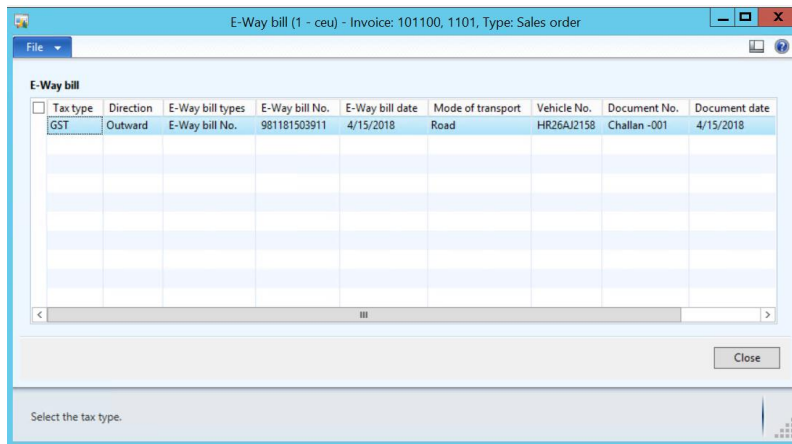 E-Way bill (1 - ceu) - Invoice: 101100, 1101, Type: Sales order
File
E-Way bill
Tax type Direction E-Way bill types E-Way bill No. E-Way bill date Mode of transport Vehicle No. Document No. Document date
GST Outward E-Way bill No. 981181503911 4/15/2018 Road HR26AJ2158 Challan -001 4/15/2018
Close
Select the tax type.